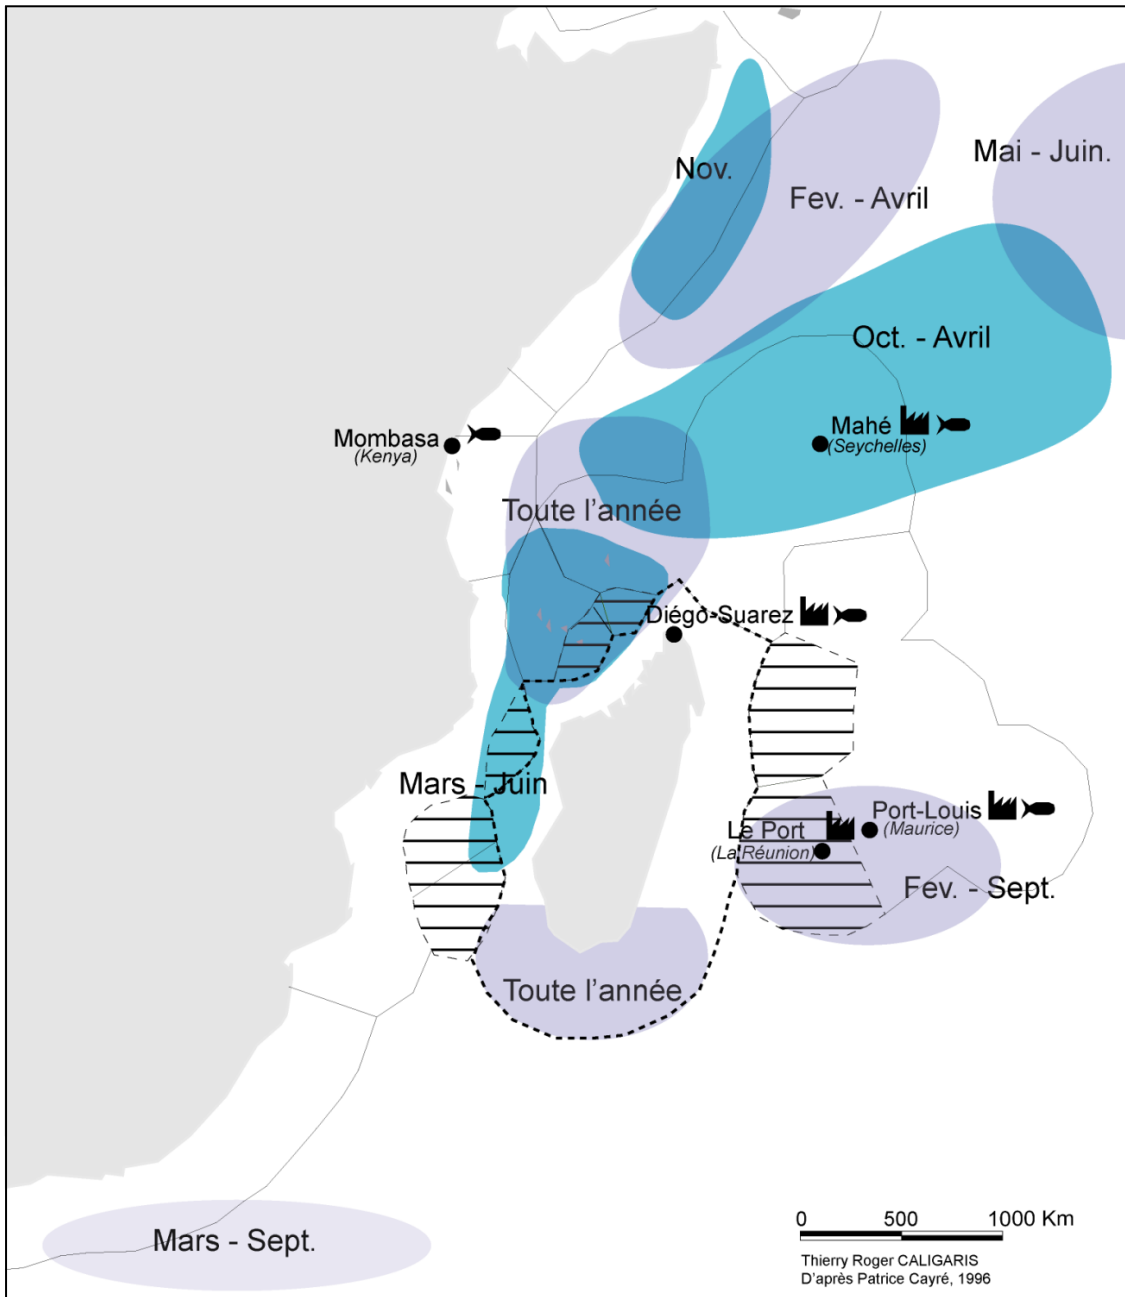 Nov.
Mai - Juin.
Fev. - Avril
Oct. - Avril
Mombasa
(Kenya)
Mahé
(Seychelles)
Toute l'année
Diégo-Suarez
Mars - Juin
Port-Louis
(Maurice)
Le Port
(La Réunion)
Fev. - Sept.
Toute l'année
Mars - Sept.
0 500 1000 Km
Thierry Roger CALIGARIS
D'après Patrice Cayré, 1996